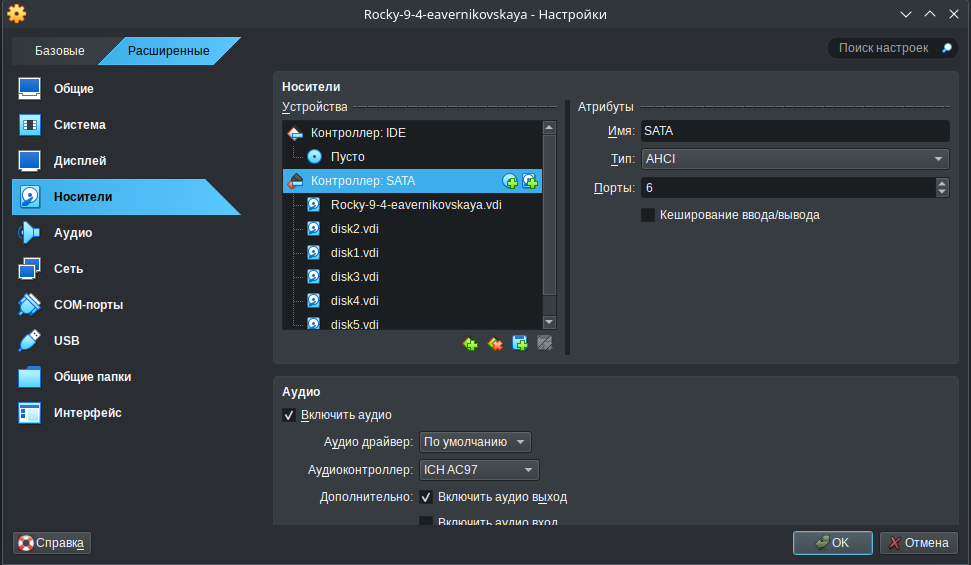 Rocky-9-4-eavernikovskaya - Настройки
Базовые
Расширенные
Поиск настроек
Общие
Система
Дисплей
Носители
Аудио
Сеть
COM-порты
USB
Общие папки
Интерфейс
Носители
Устройства
Контроллер: IDE
Пусто
Контроллер: SATA
Rocky-9-4-eavernikovskaya.vdi
disk2.vdi
disk1.vdi
disk3.vdi
disk4.vdi
disk5.vdi
Атрибуты
Имя: SATA
Тип: AHCI
Порты: 6
Кеширование ввода/вывода
Аудио
Включить аудио
Аудио драйвер: По умолчанию
Аудиоконтроллер: ICH AC97
Дополнительно: Включить аудио выход
Включить аудио вход
Справка
OK
Отмена